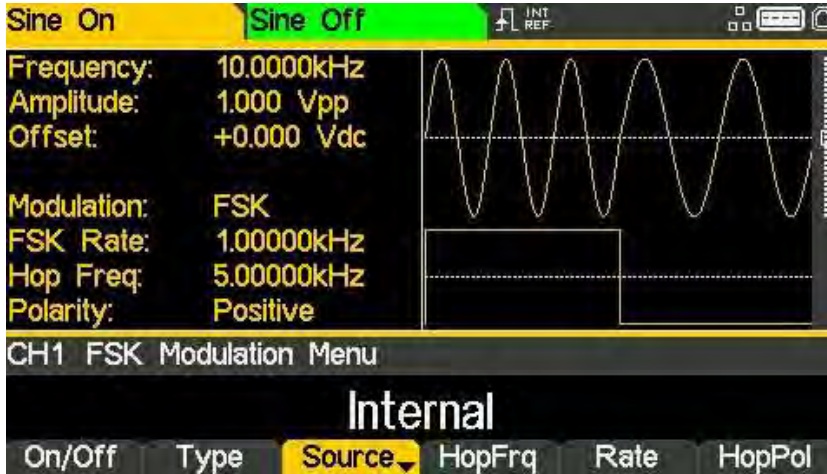 Sine On Sine Off INT REF
Frequency: 10.0000kHz
Amplitude: 1.000 Vpp
Offset: +0.000 Vdc
Modulation: FSK
FSK Rate: 1.00000kHz
Hop Freq: 5.00000kHz
Polarity: Positive
CH1 FSK Modulation Menu
Internal
On/Off Type Source HopFrq Rate HopPol